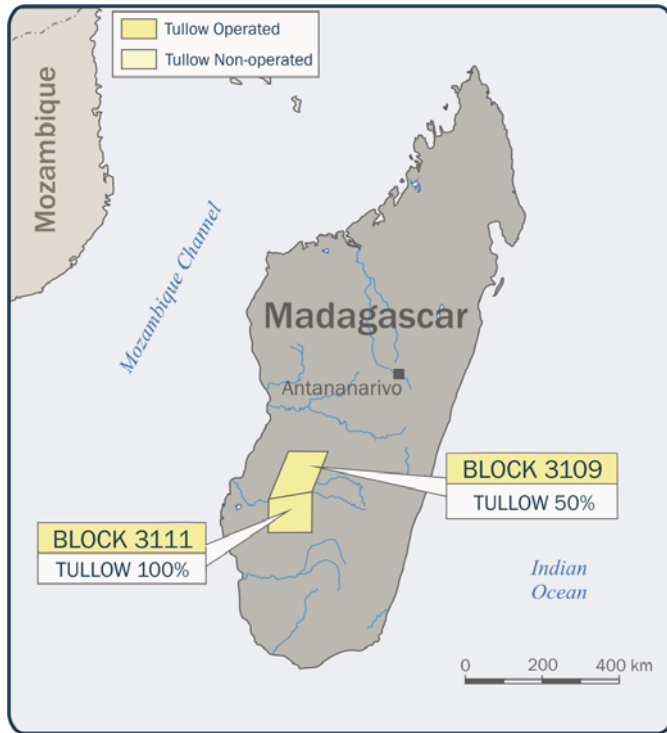 Tullow Operated
Tullow Non-operated
Mozambique
Mozambique Channel
Madagascar
Antananarivo
BLOCK 3109
TULLOW 50%
BLOCK 3111
TULLOW 100%
Indian
Ocean
0 200 400 km